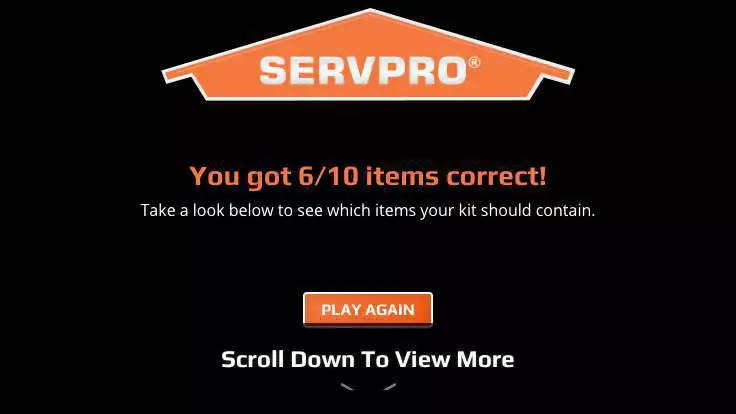 SERVPRO®
You got 6/10 items correct!
Take a look below to see which items your kit should contain.
PLAY AGAIN
Scroll Down To View More